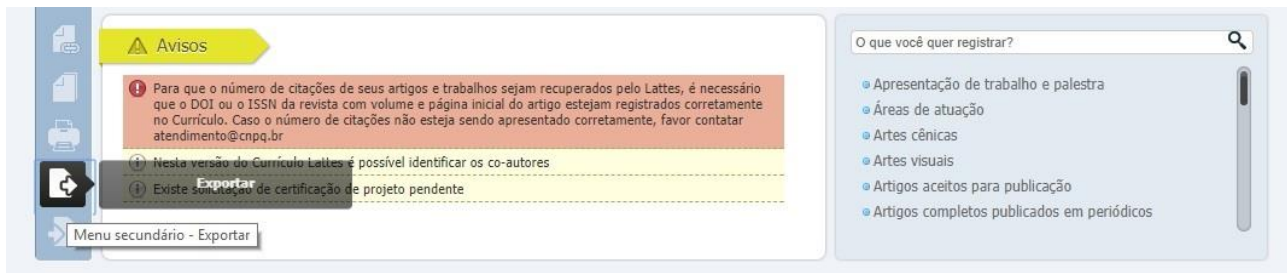 Avisos
Para que o número de citações de seus artigos e trabalhos sejam recuperados pelo Lattes, é necessário
que o DOI ou o ISSN da revista com volume e página inicial do artigo estejam registrados corretamente
no Currículo. Caso o número de citações não esteja sendo apresentado corretamente, favor contatar
atendimento@cnpq.br
Nesta versão do Currículo Lattes é possível identificar os co-autores
Existe solicitação de certificação de projeto pendente
Exportar
Menu secundário - Exportar
O que você quer registrar?
Apresentação de trabalho e palestra
Áreas de atuação
Artes cênicas
Artes visuais
Artigos aceitos para publicação
Artigos completos publicados em periódicos